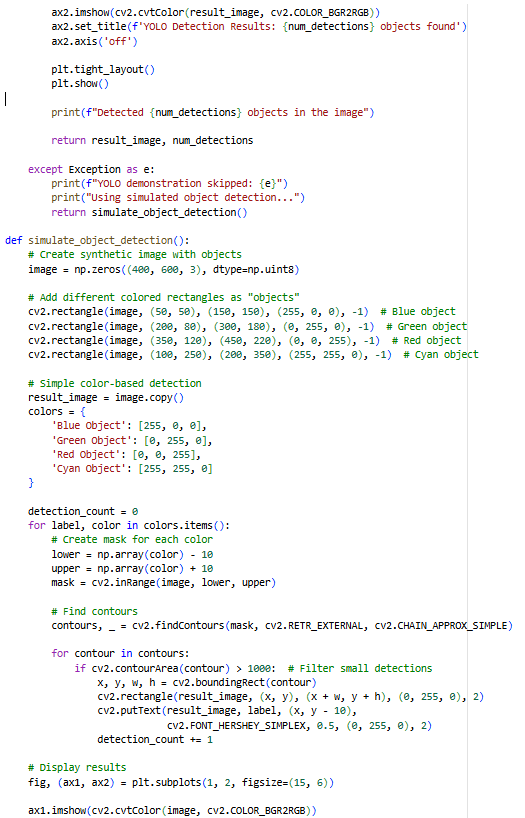 ax2.imshow(cv2.cvtColor(result_image, cv2.COLOR_BGR2RGB))
        ax2.set_title(f'YOLO Detection Results: {num_detections} objects found')
        ax2.axis('off')

        plt.tight_layout()
        plt.show()

        print(f"Detected {num_detections} objects in the image")

        return result_image, num_detections

    except Exception as e:
        print(f"YOLO demonstration skipped: {e}")
        print("Using simulated object detection...")
        return simulate_object_detection()

def simulate_object_detection():
    # Create synthetic image with objects
    image = np.zeros((400, 600, 3), dtype=np.uint8)

    # Add different colored rectangles as "objects"
    cv2.rectangle(image, (50, 50), (150, 150), (255, 0, 0), -1)  # Blue object
    cv2.rectangle(image, (200, 80), (300, 180), (0, 255, 0), -1)  # Green object
    cv2.rectangle(image, (350, 120), (450, 220), (0, 0, 255), -1)  # Red object
    cv2.rectangle(image, (100, 250), (200, 350), (255, 255, 0), -1)  # Cyan object

    # Simple color-based detection
    result_image = image.copy()
    colors = {
        'Blue Object': [255, 0, 0],
        'Green Object': [0, 255, 0],
        'Red Object': [0, 0, 255],
        'Cyan Object': [255, 255, 0]
    }

    detection_count = 0
    for label, color in colors.items():
        # Create mask for each color
        lower = np.array(color) - 10
        upper = np.array(color) + 10
        mask = cv2.inRange(image, lower, upper)

        # Find contours
        contours, _ = cv2.findContours(mask, cv2.RETR_EXTERNAL, cv2.CHAIN_APPROX_SIMPLE)

        for contour in contours:
            if cv2.contourArea(contour) > 1000:  # Filter small detections
                x, y, w, h = cv2.boundingRect(contour)
                cv2.rectangle(result_image, (x, y), (x + w, y + h), (0, 255, 0), 2)
                cv2.putText(result_image, label, (x, y - 10),
                            cv2.FONT_HERSHEY_SIMPLEX, 0.5, (0, 255, 0), 2)
                detection_count += 1

    # Display results
    fig, (ax1, ax2) = plt.subplots(1, 2, figsize=(15, 6))

    ax1.imshow(cv2.cvtColor(image, cv2.COLOR_BGR2RGB))